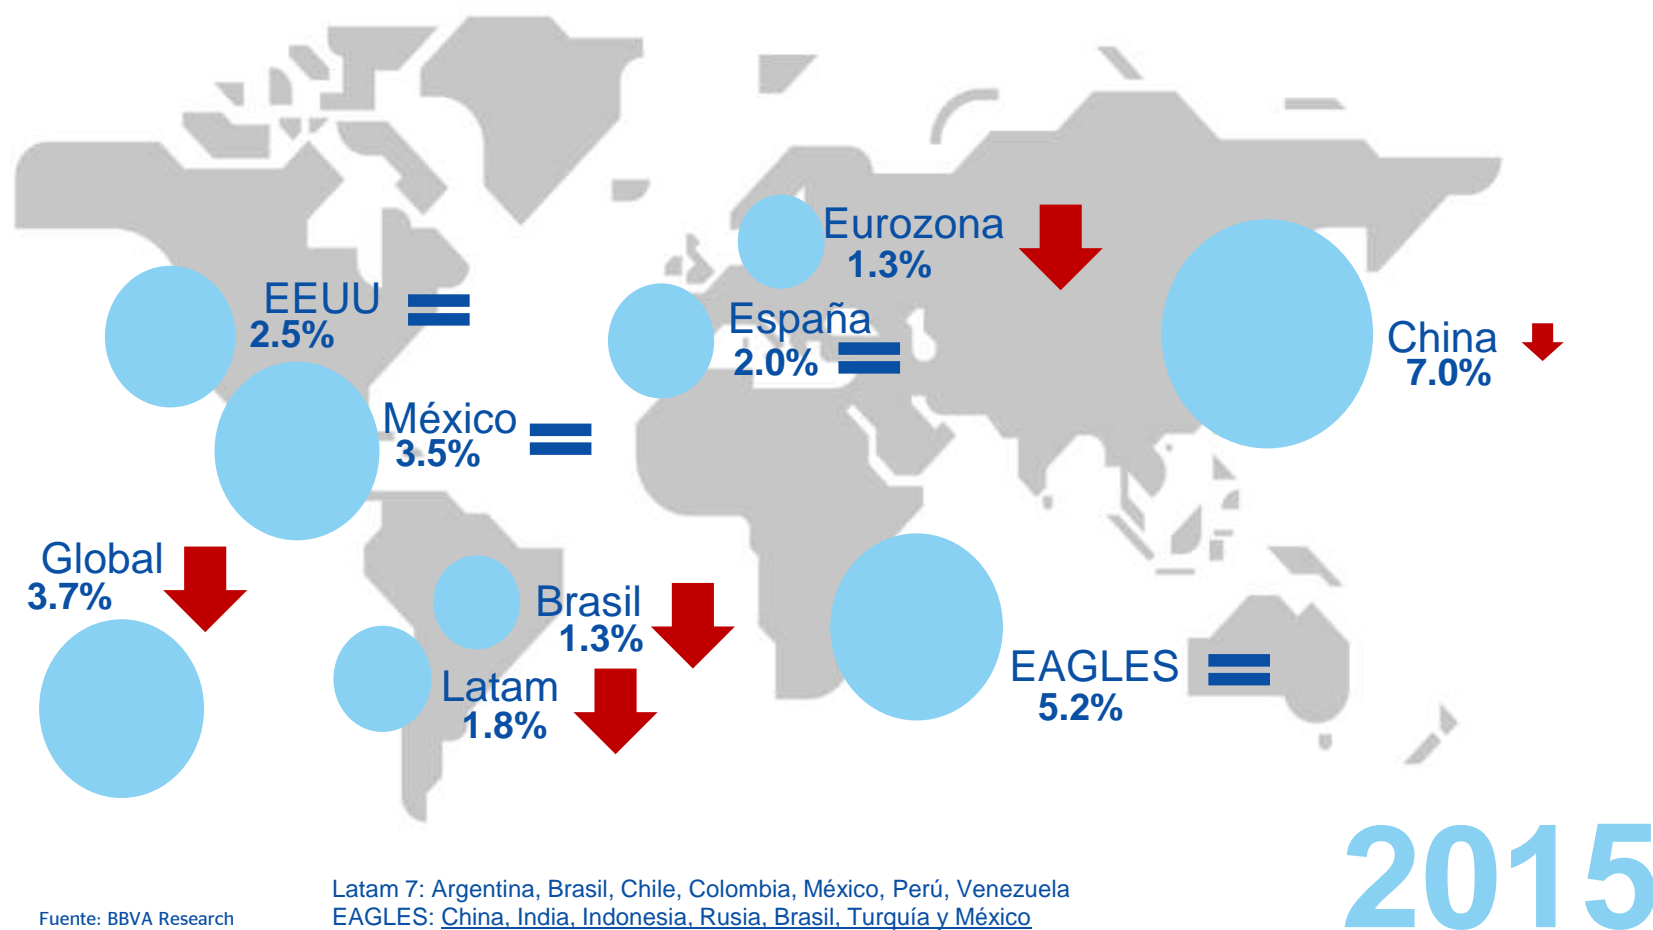 Eurozona
1.3%
EEUU
2.5%
España
2.0%
China
7.0%
México
3.5%
Global
3.7%
Brasil
1.3%
Latam
1.8%
EAGLES
5.2%
2015
Latam 7: Argentina, Brasil, Chile, Colombia, México, Perú, Venezuela
Fuente: BBVA Research
EAGLES: China, India, Indonesia, Rusia, Brasil, Turquía y México